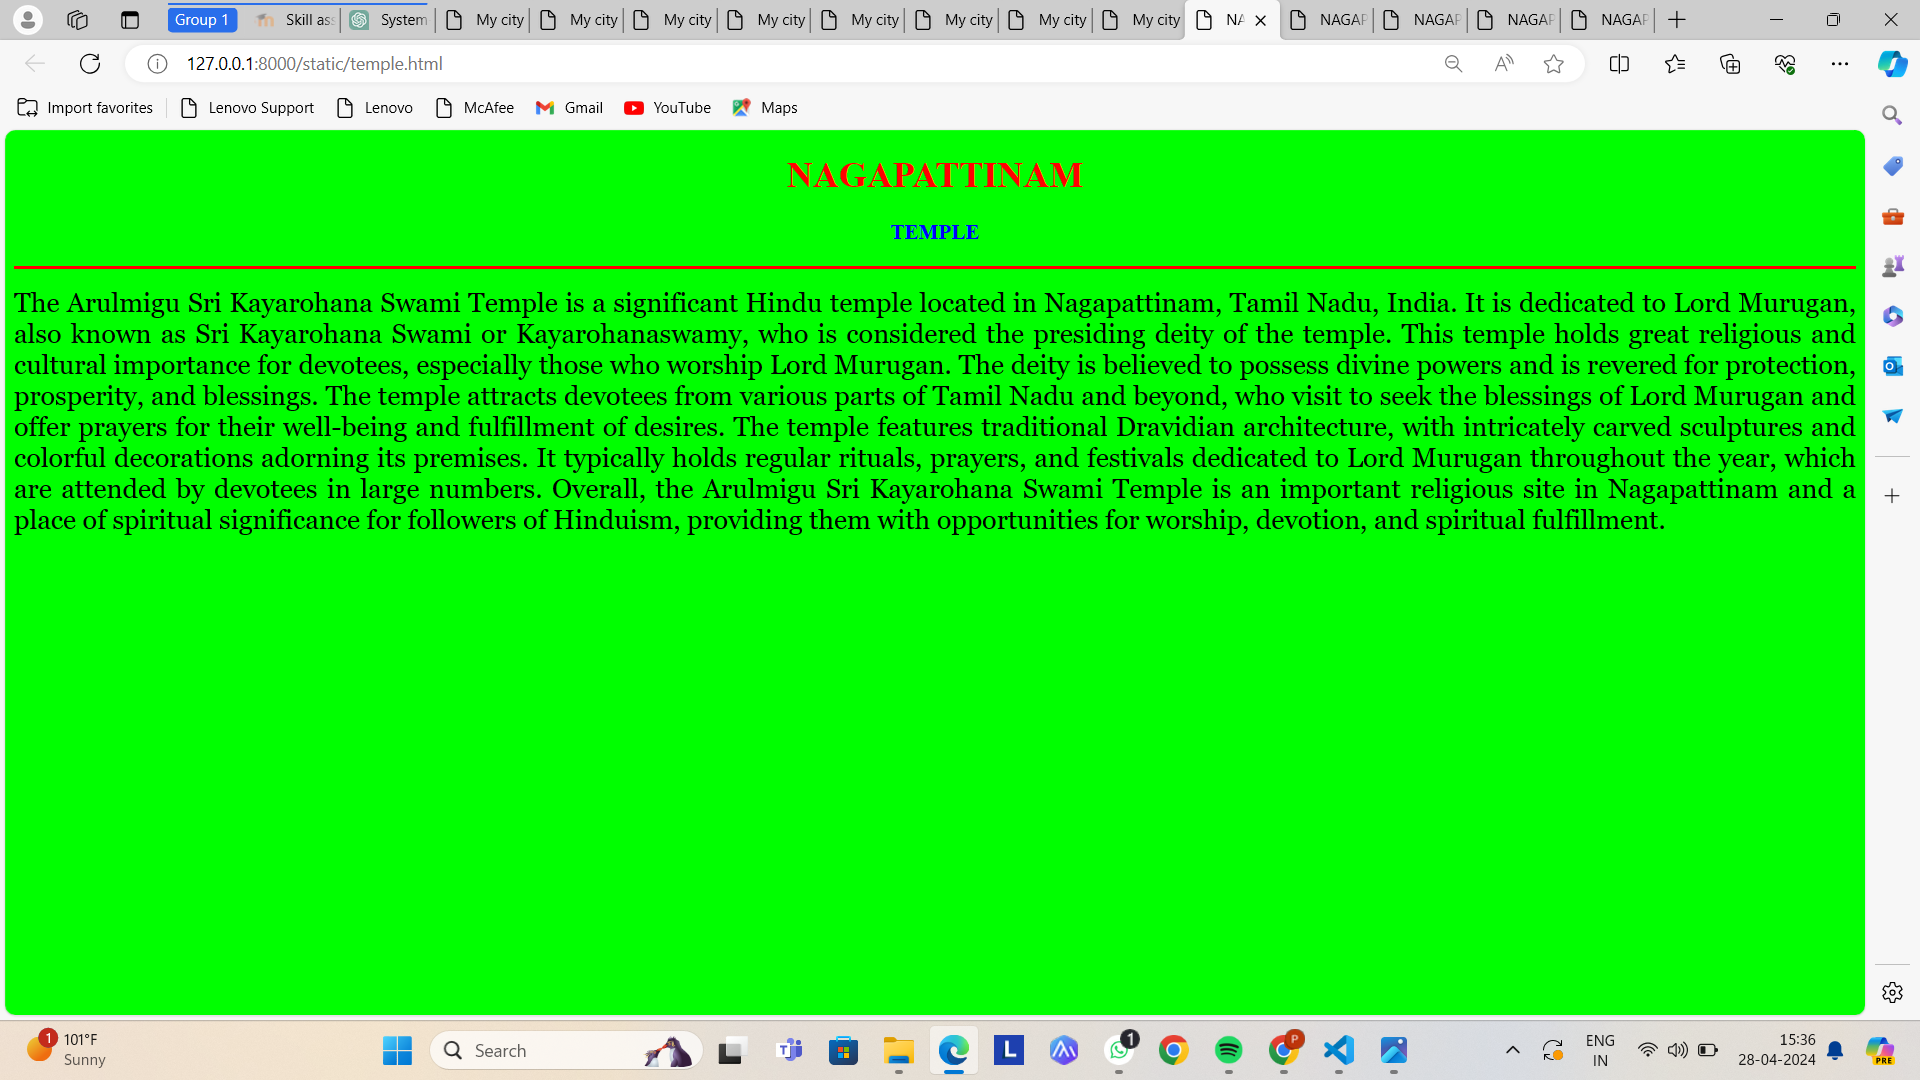 Group 1
Skill ass
System
My city
My city
My city
My city
My city
My city
My city
My city
NA
NAGAP
NAGAP
NAGAP
NAGAP
127.0.0.1:8000/static/temple.html
Import favorites
Lenovo Support
Lenovo
McAfee
Gmail
YouTube
Maps
NAGAPATTINAM
TEMPLE
The Arulmigu Sri Kayarohana Swami Temple is a significant Hindu temple located in Nagapattinam, Tamil Nadu, India. It is dedicated to Lord Murugan,
also known as Sri Kayarohana Swami or Kayarohanaswamy, who is considered the presiding deity of the temple. This temple holds great religious and
cultural importance for devotees, especially those who worship Lord Murugan. The deity is believed to possess divine powers and is revered for protection,
prosperity, and blessings. The temple attracts devotees from various parts of Tamil Nadu and beyond, who visit to seek the blessings of Lord Murugan and
offer prayers for their well-being and fulfillment of desires. The temple features traditional Dravidian architecture, with intricately carved sculptures and
colorful decorations adorning its premises. It typically holds regular rituals, prayers, and festivals dedicated to Lord Murugan throughout the year, which
are attended by devotees in large numbers. Overall, the Arulmigu Sri Kayarohana Swami Temple is an important religious site in Nagapattinam and a
place of spiritual significance for followers of Hinduism, providing them with opportunities for worship, devotion, and spiritual fulfillment.
1
101°F
Sunny
Search
L
1
P
ENG
IN
15:36
28-04-2024
PRE